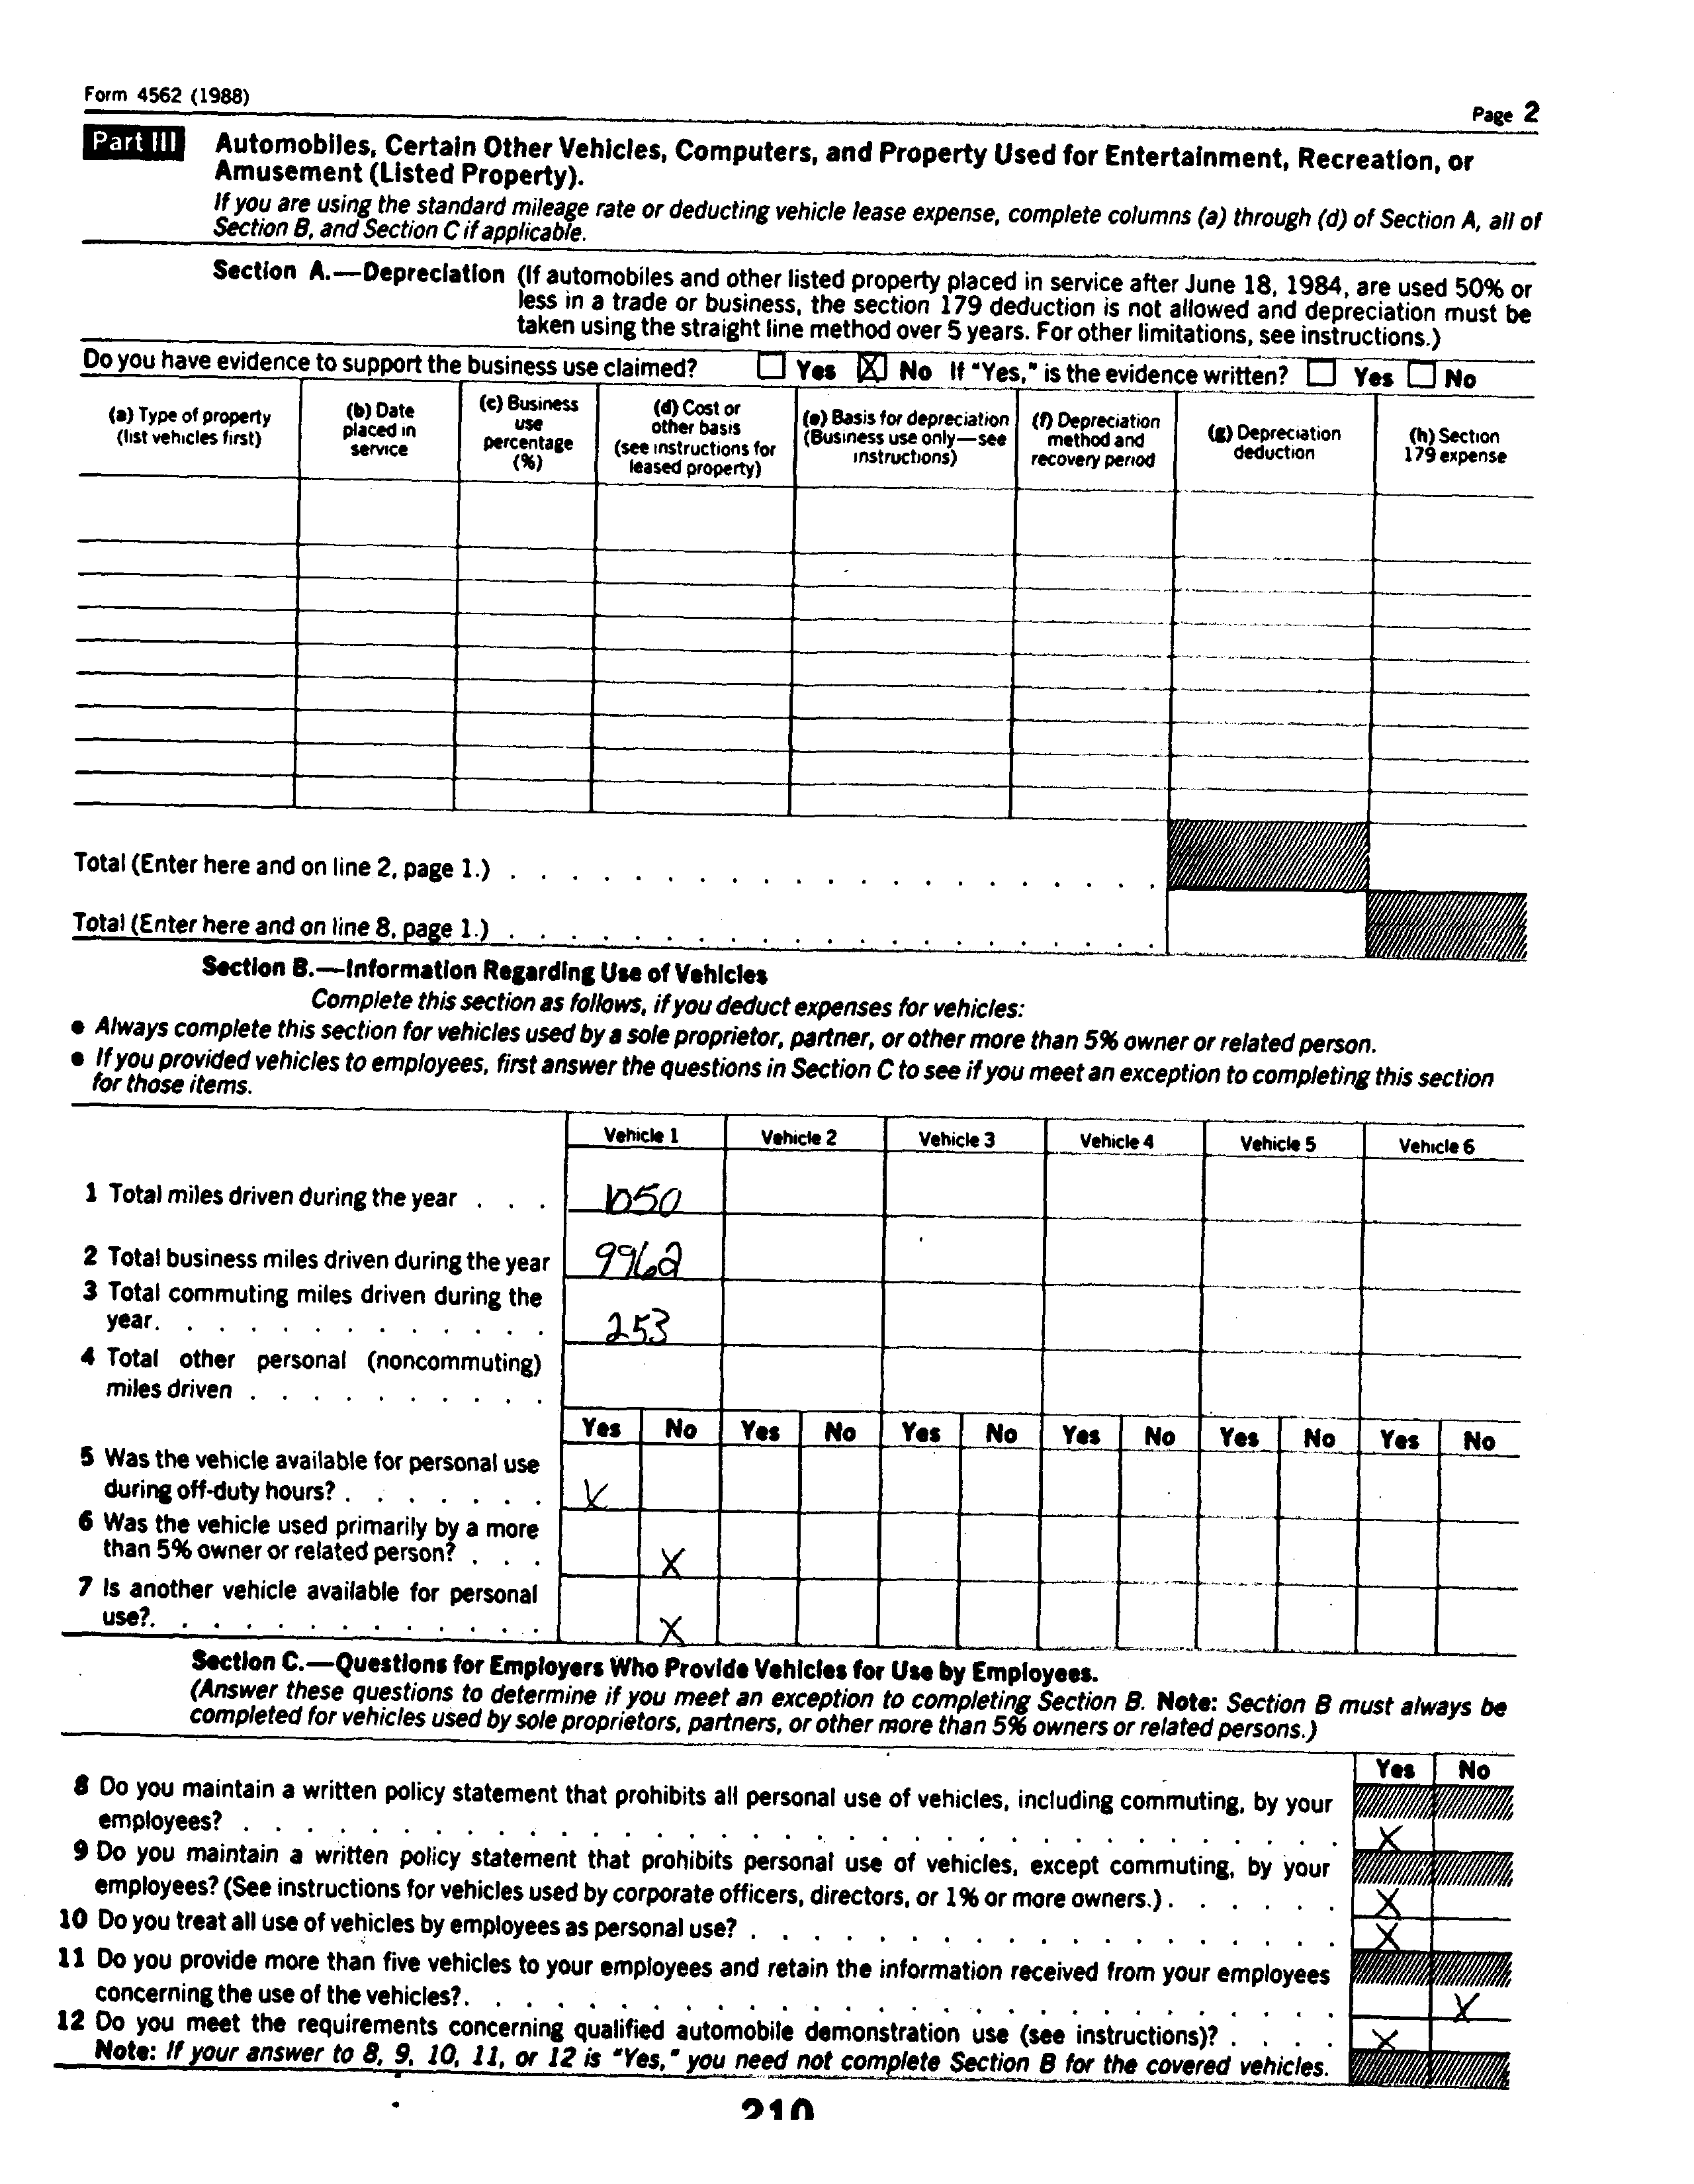 Form 4562 (1988)
Page 2
Part III Automobiles, Certain Other Vehicles, Computers, and Property Used for Entertainment, Recreation, or
Amusement (Listed Property).
If you are using the standard mileage rate or deducting vehicle lease expense, complete columns (a) through (d) of Section A, all of
Section B, and Section C if applicable.
Section A.—Depreciation (If automobiles and other listed property placed in service after June 18, 1984, are used 50% or
less in a trade or business, the section 179 deduction is not allowed and depreciation must be
taken using the straight line method over 5 years. For other limitations, see instructions.)
Do you have evidence to support the business use claimed? Yes X No If "Yes," is the evidence written? Yes No
(a) Type of property
(list vehicles first)
(b) Date
placed in
service
(c) Business
use
percentage
(%)
(d) Cost or
other basis
(see instructions for
leased property)
(e) Basis for depreciation
(Business use only—see
instructions)
(f) Depreciation
method and
recovery period
(g) Depreciation
deduction
(h) Section
179 expense
Total (Enter here and on line 2, page 1.)
Total (Enter here and on line 8, page 1.)
Section B.—Information Regarding Use of Vehicles
Complete this section as follows, if you deduct expenses for vehicles:
● Always complete this section for vehicles used by a sole proprietor, partner, or other more than 5% owner or related person.
● If you provided vehicles to employees, first answer the questions in Section C to see if you meet an exception to completing this section
for those items.
Vehicle 1 Vehicle 2 Vehicle 3 Vehicle 4 Vehicle 5 Vehicle 6
1 Total miles driven during the year . . . 1050
2 Total business miles driven during the year 9962
3 Total commuting miles driven during the
year. . . . . . . . . . . . . 253
4 Total other personal (noncommuting)
miles driven . . . . . . . . . .
Yes No Yes No Yes No Yes No Yes No Yes No
5 Was the vehicle available for personal use
during off-duty hours? . . . . . . . X
6 Was the vehicle used primarily by a more
than 5% owner or related person? . . . X
7 Is another vehicle available for personal
use?. . . . . . . . . . . . . X
Section C.—Questions for Employers Who Provide Vehicles for Use by Employees.
(Answer these questions to determine if you meet an exception to completing Section B. Note: Section B must always be
completed for vehicles used by sole proprietors, partners, or other more than 5% owners or related persons.)
Yes No
8 Do you maintain a written policy statement that prohibits all personal use of vehicles, including commuting, by your
employees? X
9 Do you maintain a written policy statement that prohibits personal use of vehicles, except commuting, by your
employees? (See instructions for vehicles used by corporate officers, directors, or 1% or more owners.) . . . . . . X
10 Do you treat all use of vehicles by employees as personal use? X
11 Do you provide more than five vehicles to your employees and retain the information received from your employees
concerning the use of the vehicles?. X
12 Do you meet the requirements concerning qualified automobile demonstration use (see instructions)? . . . . X
Note: If your answer to 8, 9, 10, 11, or 12 is "Yes," you need not complete Section B for the covered vehicles.
210